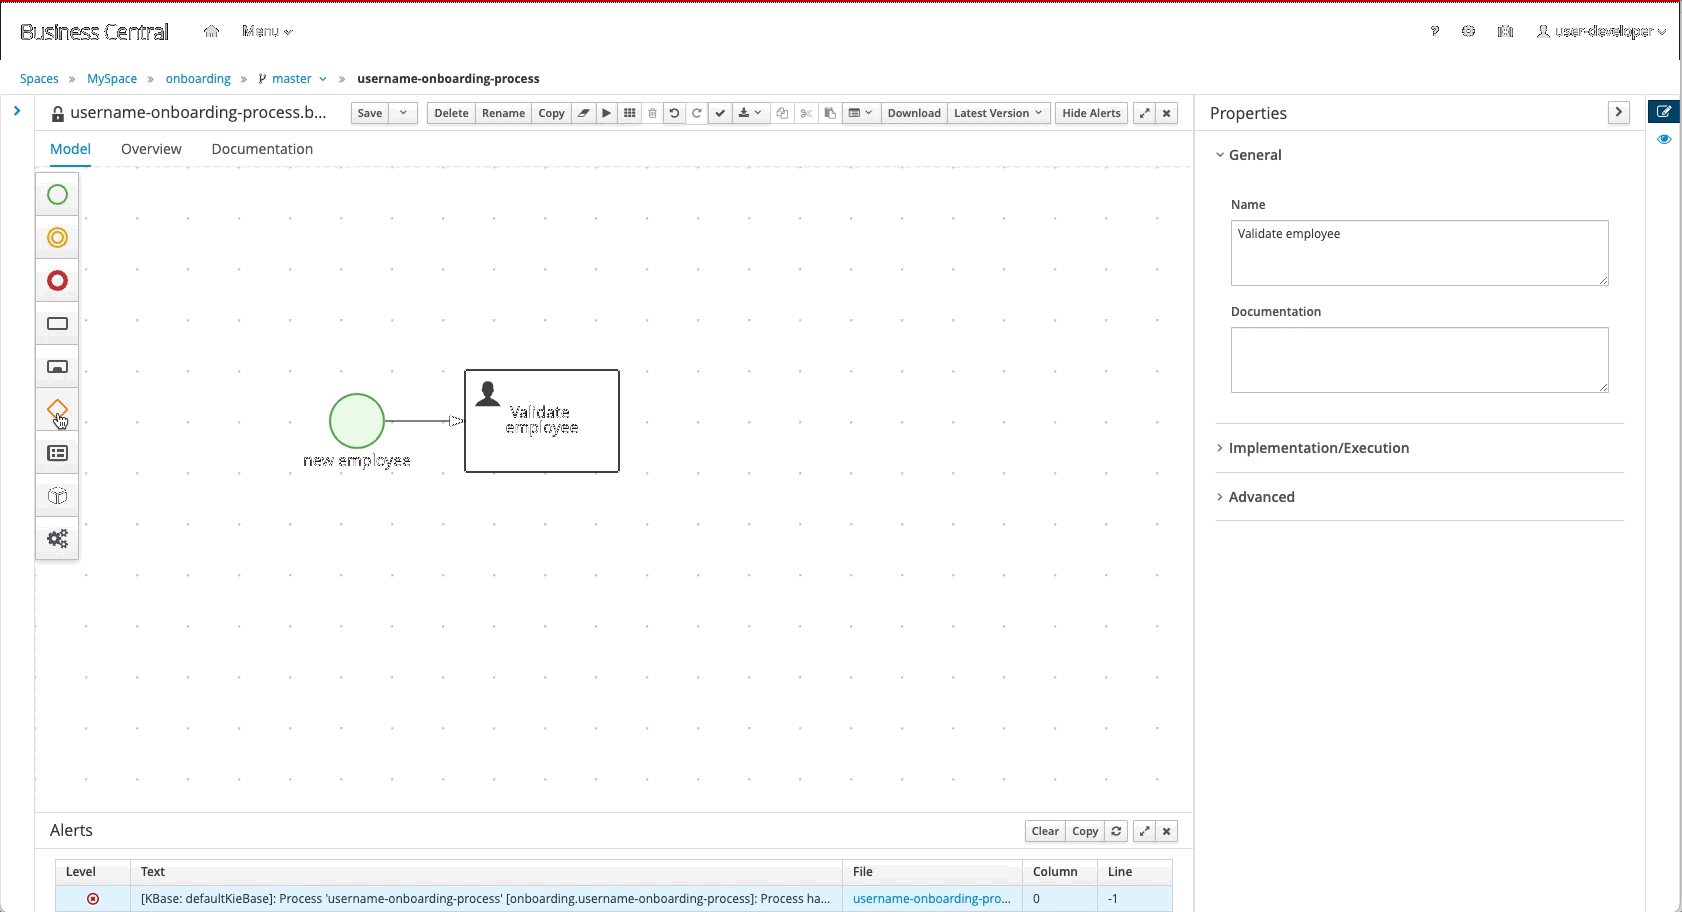 Business Central
Menu
user-developer
Spaces » MySpace » onboarding » master » username-onboarding-process
username-onboarding-process.b...
Save
Delete Rename Copy
Download Latest Version
Hide Alerts
Properties
Model Overview Documentation
General
Name
Validate employee
Documentation
Validate
employee
new employee
Implementation/Execution
Advanced
Alerts
Clear Copy
Level Text File Column Line
[KBase: defaultKieBase]: Process 'username-onboarding-process' [onboarding.username-onboarding-process]: Process ha... username-onboarding-pro... 0 -1